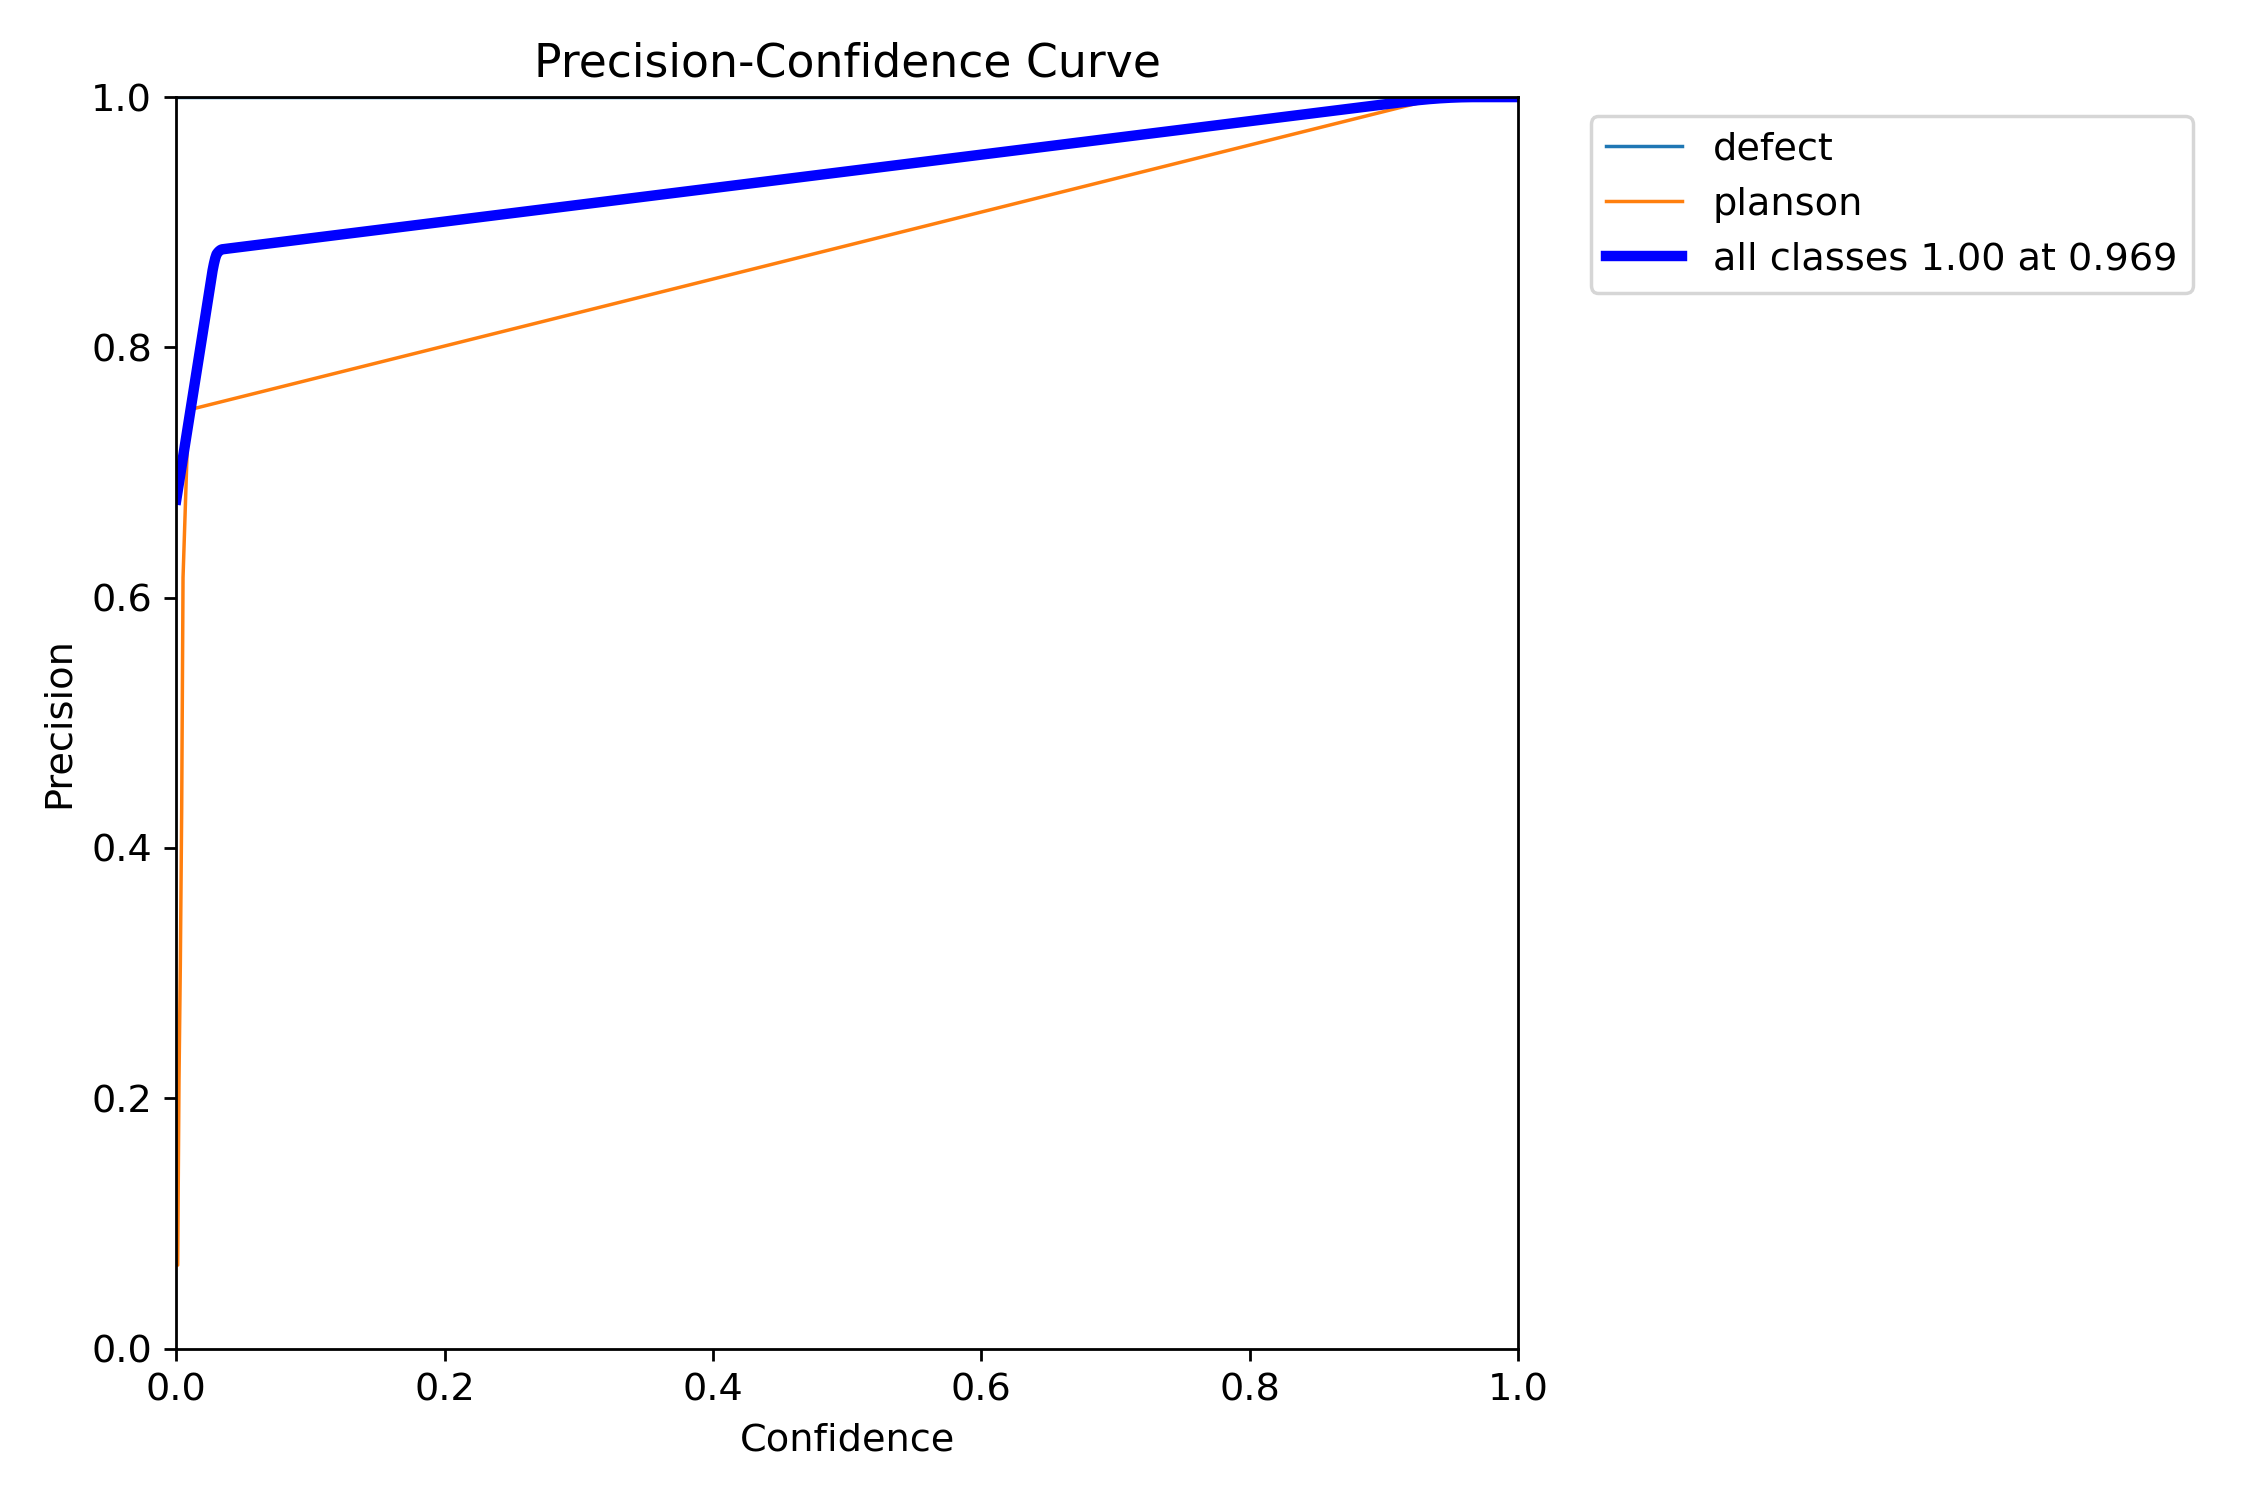 Precision-Confidence Curve
1.0
0.8
0.6
0.4
0.2
0.0
Precision
0.0 0.2 0.4 0.6 0.8 1.0
Confidence
defect
planson
all classes 1.00 at 0.969